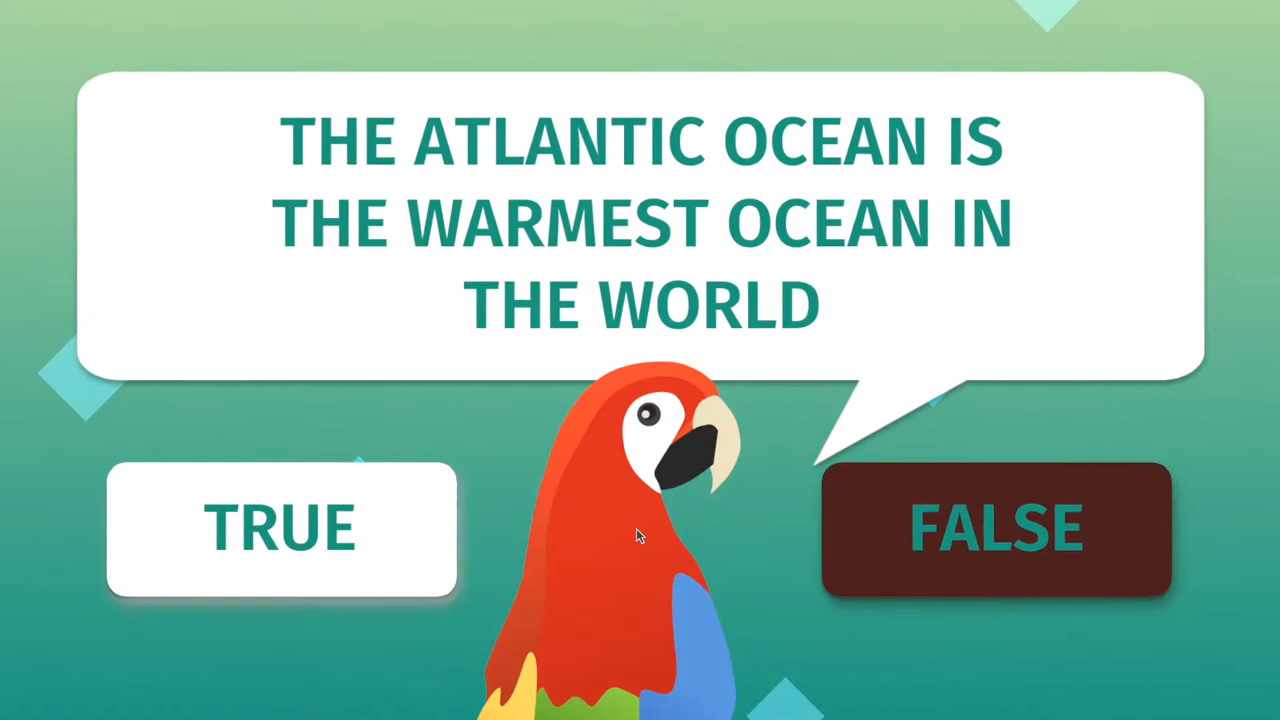 THE ATLANTIC OCEAN IS
THE WARMEST OCEAN IN
THE WORLD
TRUE
FALSE